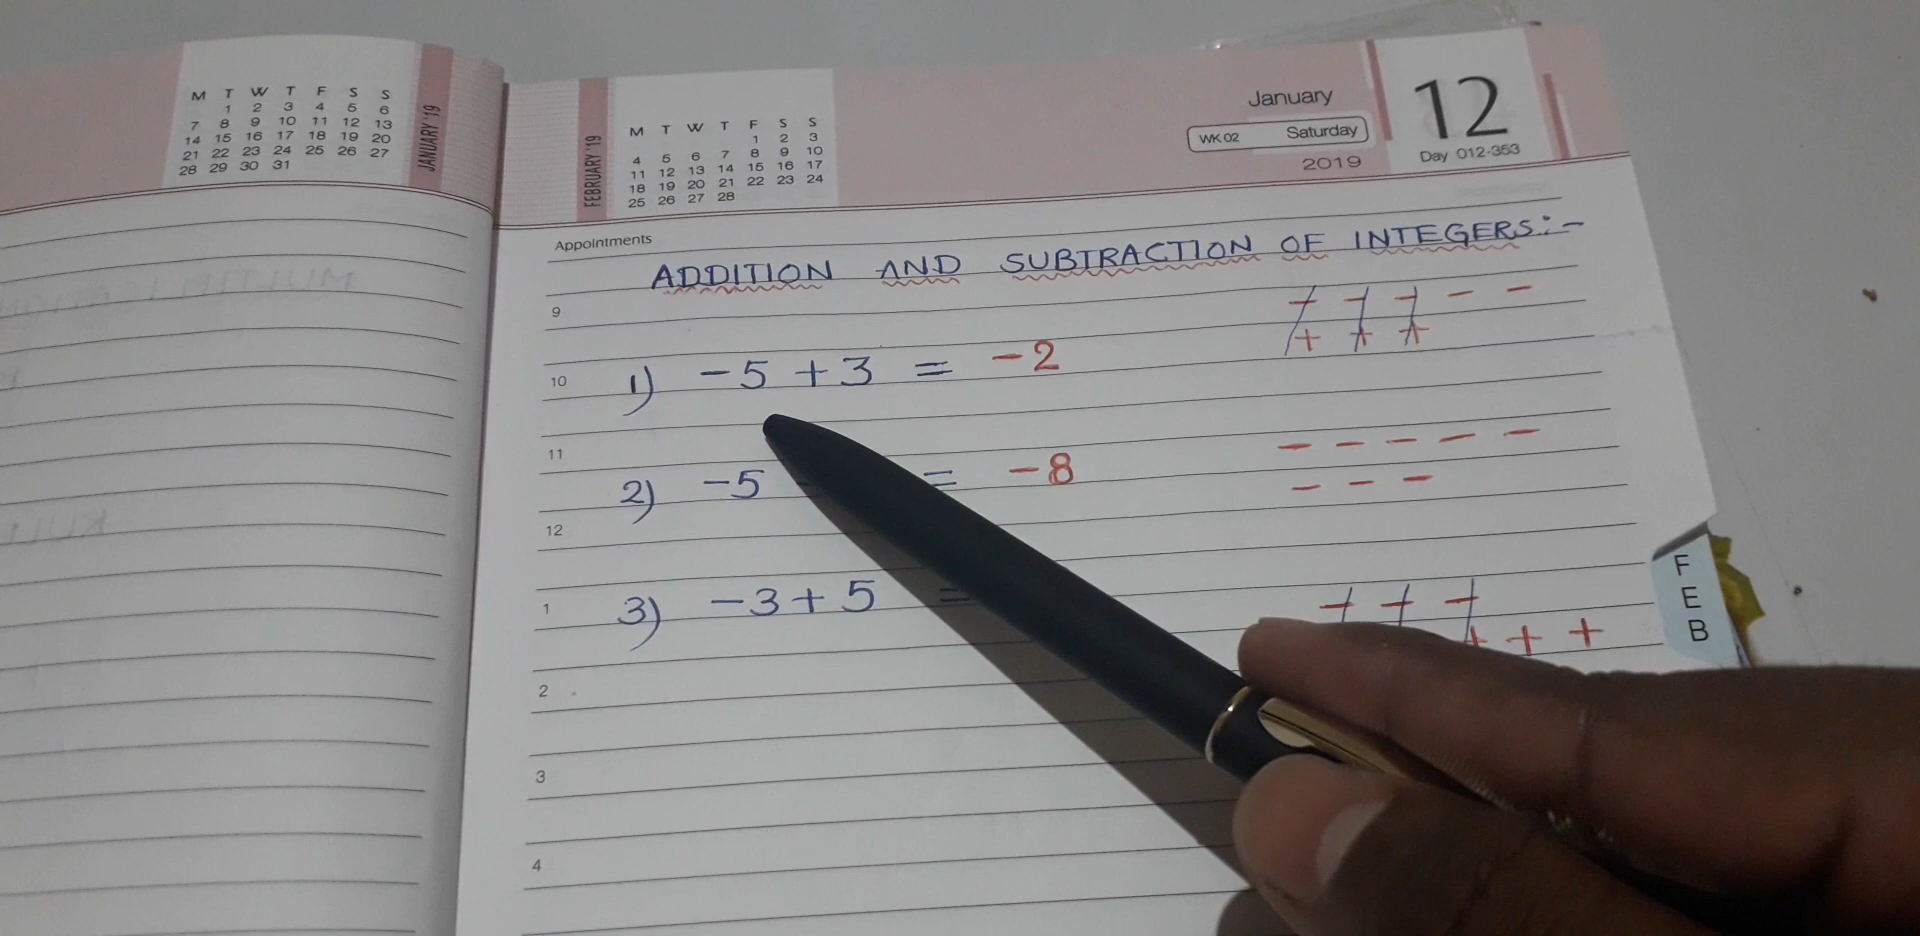 M T W T F S S
1 2 3 4 5 6
7 8 9 10 11 12 13
14 15 16 17 18 19 20
21 22 23 24 25 26 27
28 29 30 31
JANUARY '19
FEBRUARY '19
M T W T F S S
1 2 3
4 5 6 7 8 9 10
11 12 13 14 15 16 17
18 19 20 21 22 23 24
25 26 27 28
January
WK 02 Saturday
2019
12
Day 012-353
Appointments
ADDITION AND SUBTRACTION OF INTEGERS:-
9
- - - - -
+ + +
10 1) -5 +3 = -2
11
- - - - -
2) -5 = -8
- - -
12
1 3) -3+5 =
- - -
+ + +
2
3
4
F
E
B